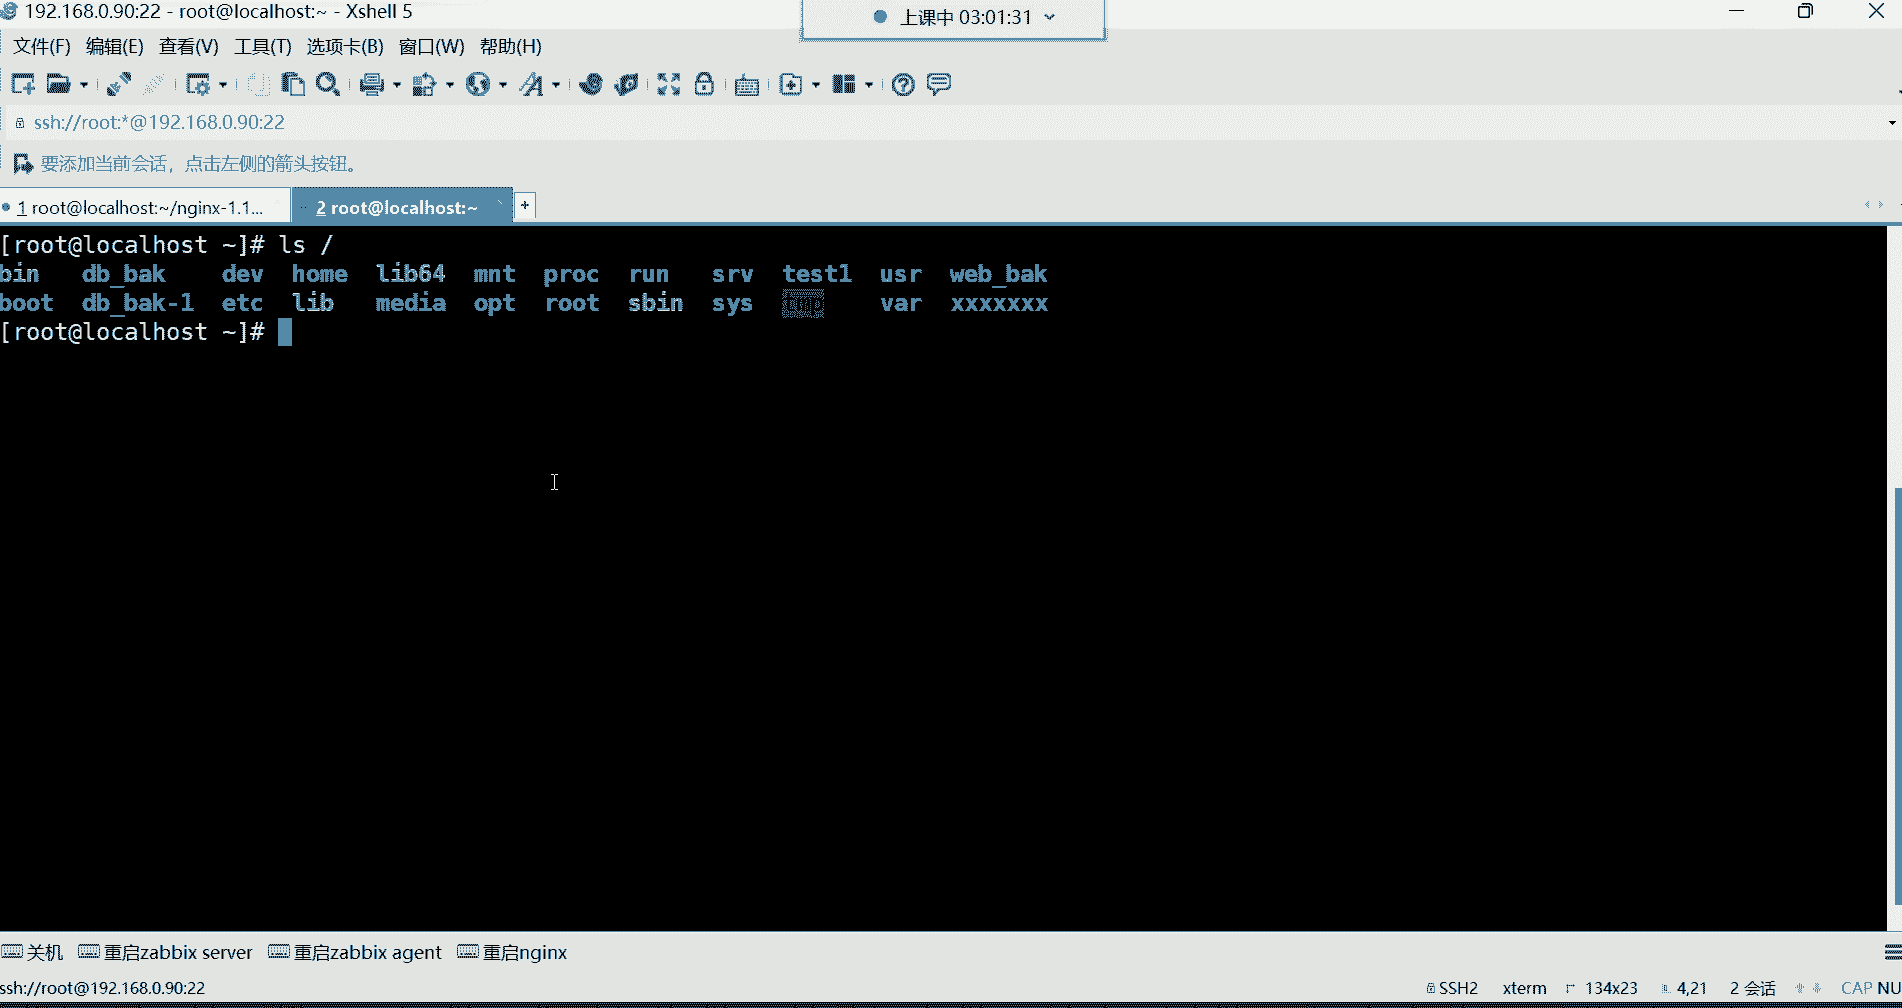 192.168.0.90:22 - root@localhost:~ - Xshell 5
上课中 03:01:31
文件(F) 编辑(E) 查看(V) 工具(T) 选项卡(B) 窗口(W) 帮助(H)
ssh://root:*@192.168.0.90:22
要添加当前会话，点击左侧的箭头按钮。
1 root@localhost:~/nginx-1.1... 2 root@localhost:~ +
[root@localhost ~]# ls /
bin db_bak dev home lib64 mnt proc run srv test1 usr web_bak
boot db_bak-1 etc lib media opt root sbin sys tmp var xxxxxxx
[root@localhost ~]#
关机 重启zabbix server 重启zabbix agent 重启nginx
ssh://root@192.168.0.90:22 SSH2 xterm 134x23 4,21 2 会话 CAP NU